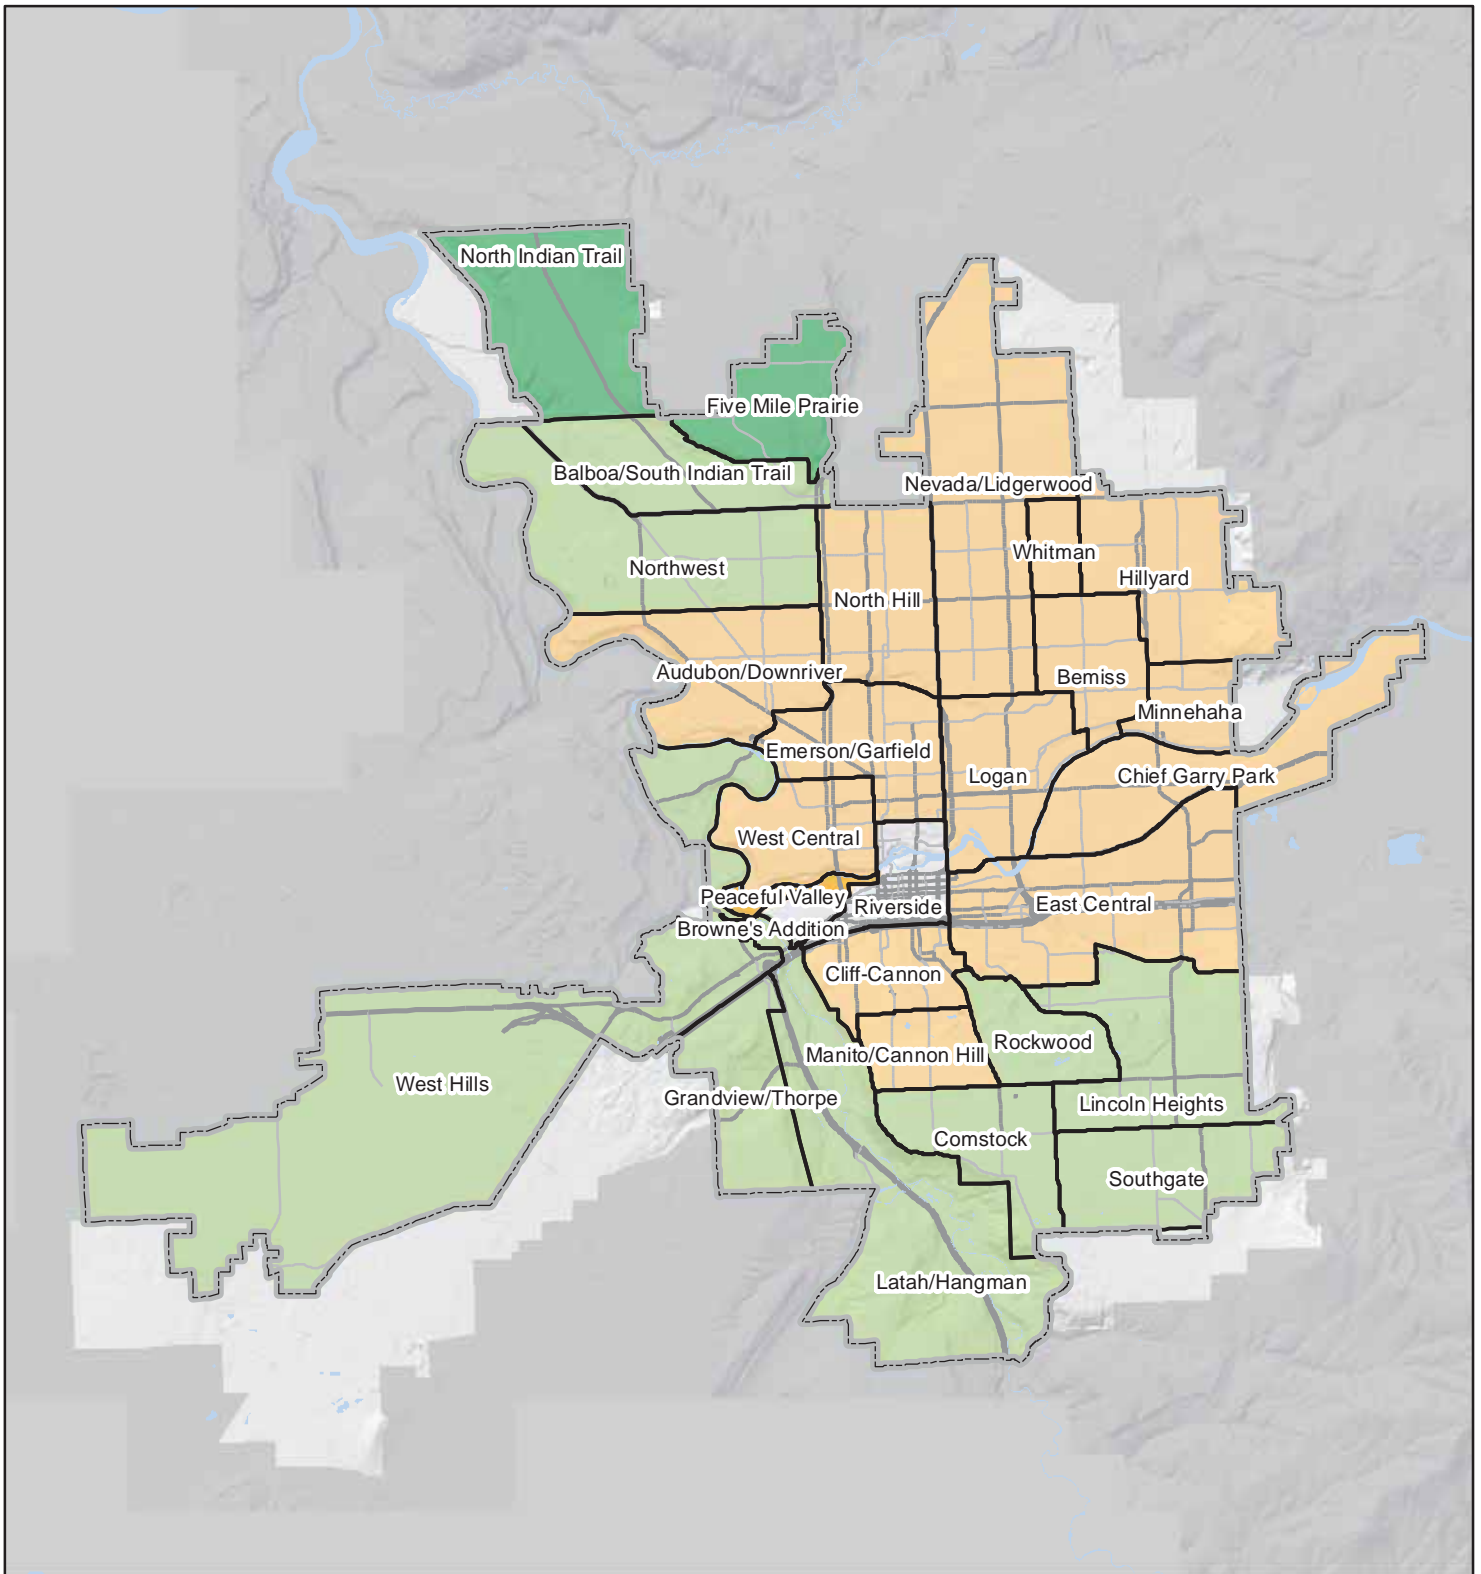 North Indian Trail
Five Mile Prairie
Balboa/South Indian Trail
Nevada/Lidgerwood
Whitman
Northwest
Hillyard
North Hill
Audubon/Downriver
Bemiss
Minnehaha
Emerson/Garfield
Logan
Chief Garry Park
West Central
Peaceful Valley
Riverside
East Central
Browne's Addition
Cliff-Cannon
Rockwood
Manito/Cannon Hill
West Hills
Grandview/Thorpe
Lincoln Heights
Comstock
Southgate
Latah/Hangman